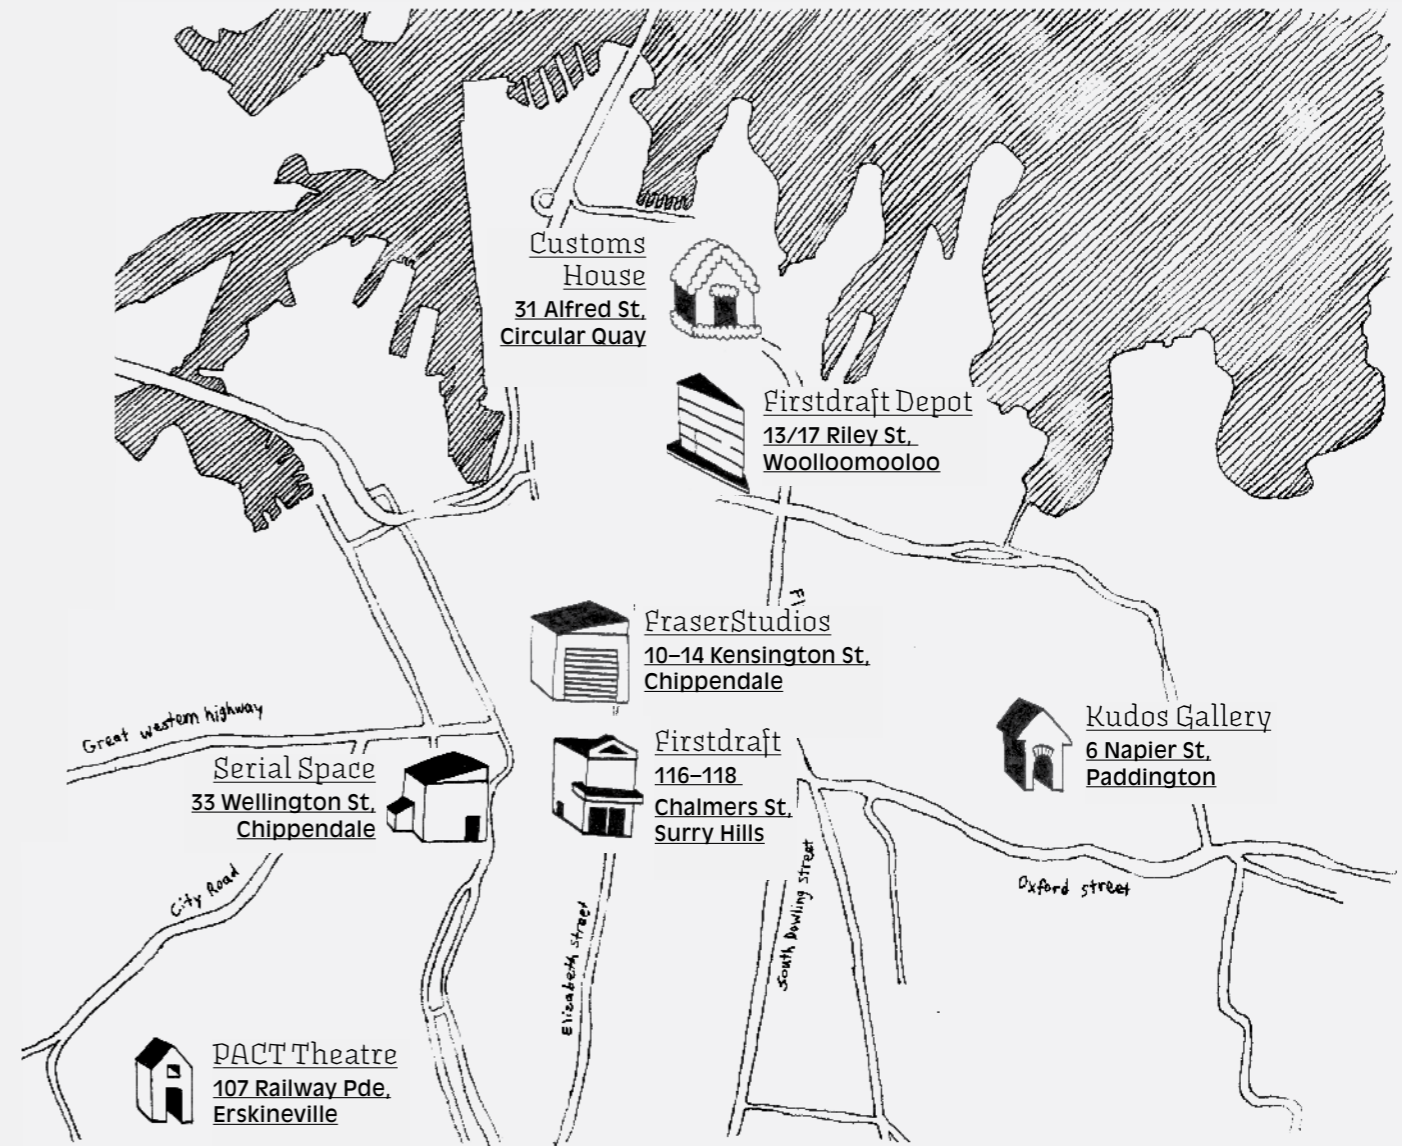 Customs
House
31 Alfred St,
Circular Quay
Firstdraft Depot
13/17 Riley St,
Woolloomooloo
Fl
FraserStudios
10–14 Kensington St,
Chippendale
Great western highway
Kudos Gallery
6 Napier St,
Paddington
Serial Space
33 Wellington St,
Chippendale
Firstdraft
116–118
Chalmers St,
Surry Hills
City Road
South Dowling street
Oxford street
Elizabeth street
PACT Theatre
107 Railway Pde,
Erskineville